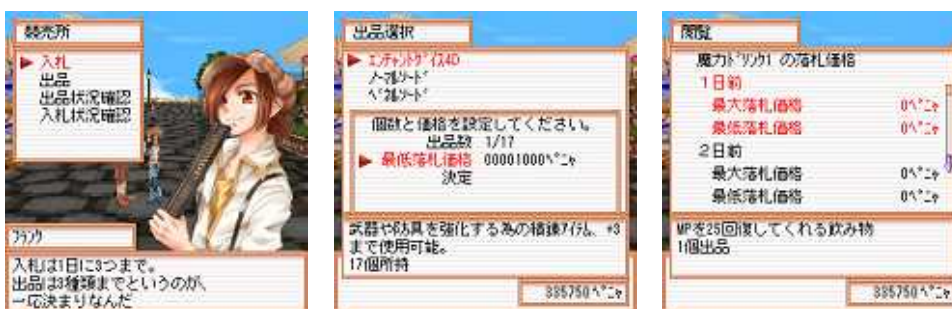 競売所
入札
出品
出品状況確認
入札状況確認
フランク
入札は1日に3つまで。
出品は3種類までというのが、
一応決まりなんだ
出品選択
エンチャントダイス4D
ノーブルソード
個数と価格を設定してください。
出品数 1/17
最低落札価格 00001000ペニャ
決定
武器や防具を強化する為の精錬アイテム、+3
まで使用可能。
17個所持
335750ペニャ
閲覧
魔力ドリンク1 の落札価格
1日前
最大落札価格 0ペニャ
最低落札価格 0ペニャ
2日前
最大落札価格 0ペニャ
最低落札価格 0ペニャ
MPを25回復してくれる飲み物
1個出品
335750ペニャ